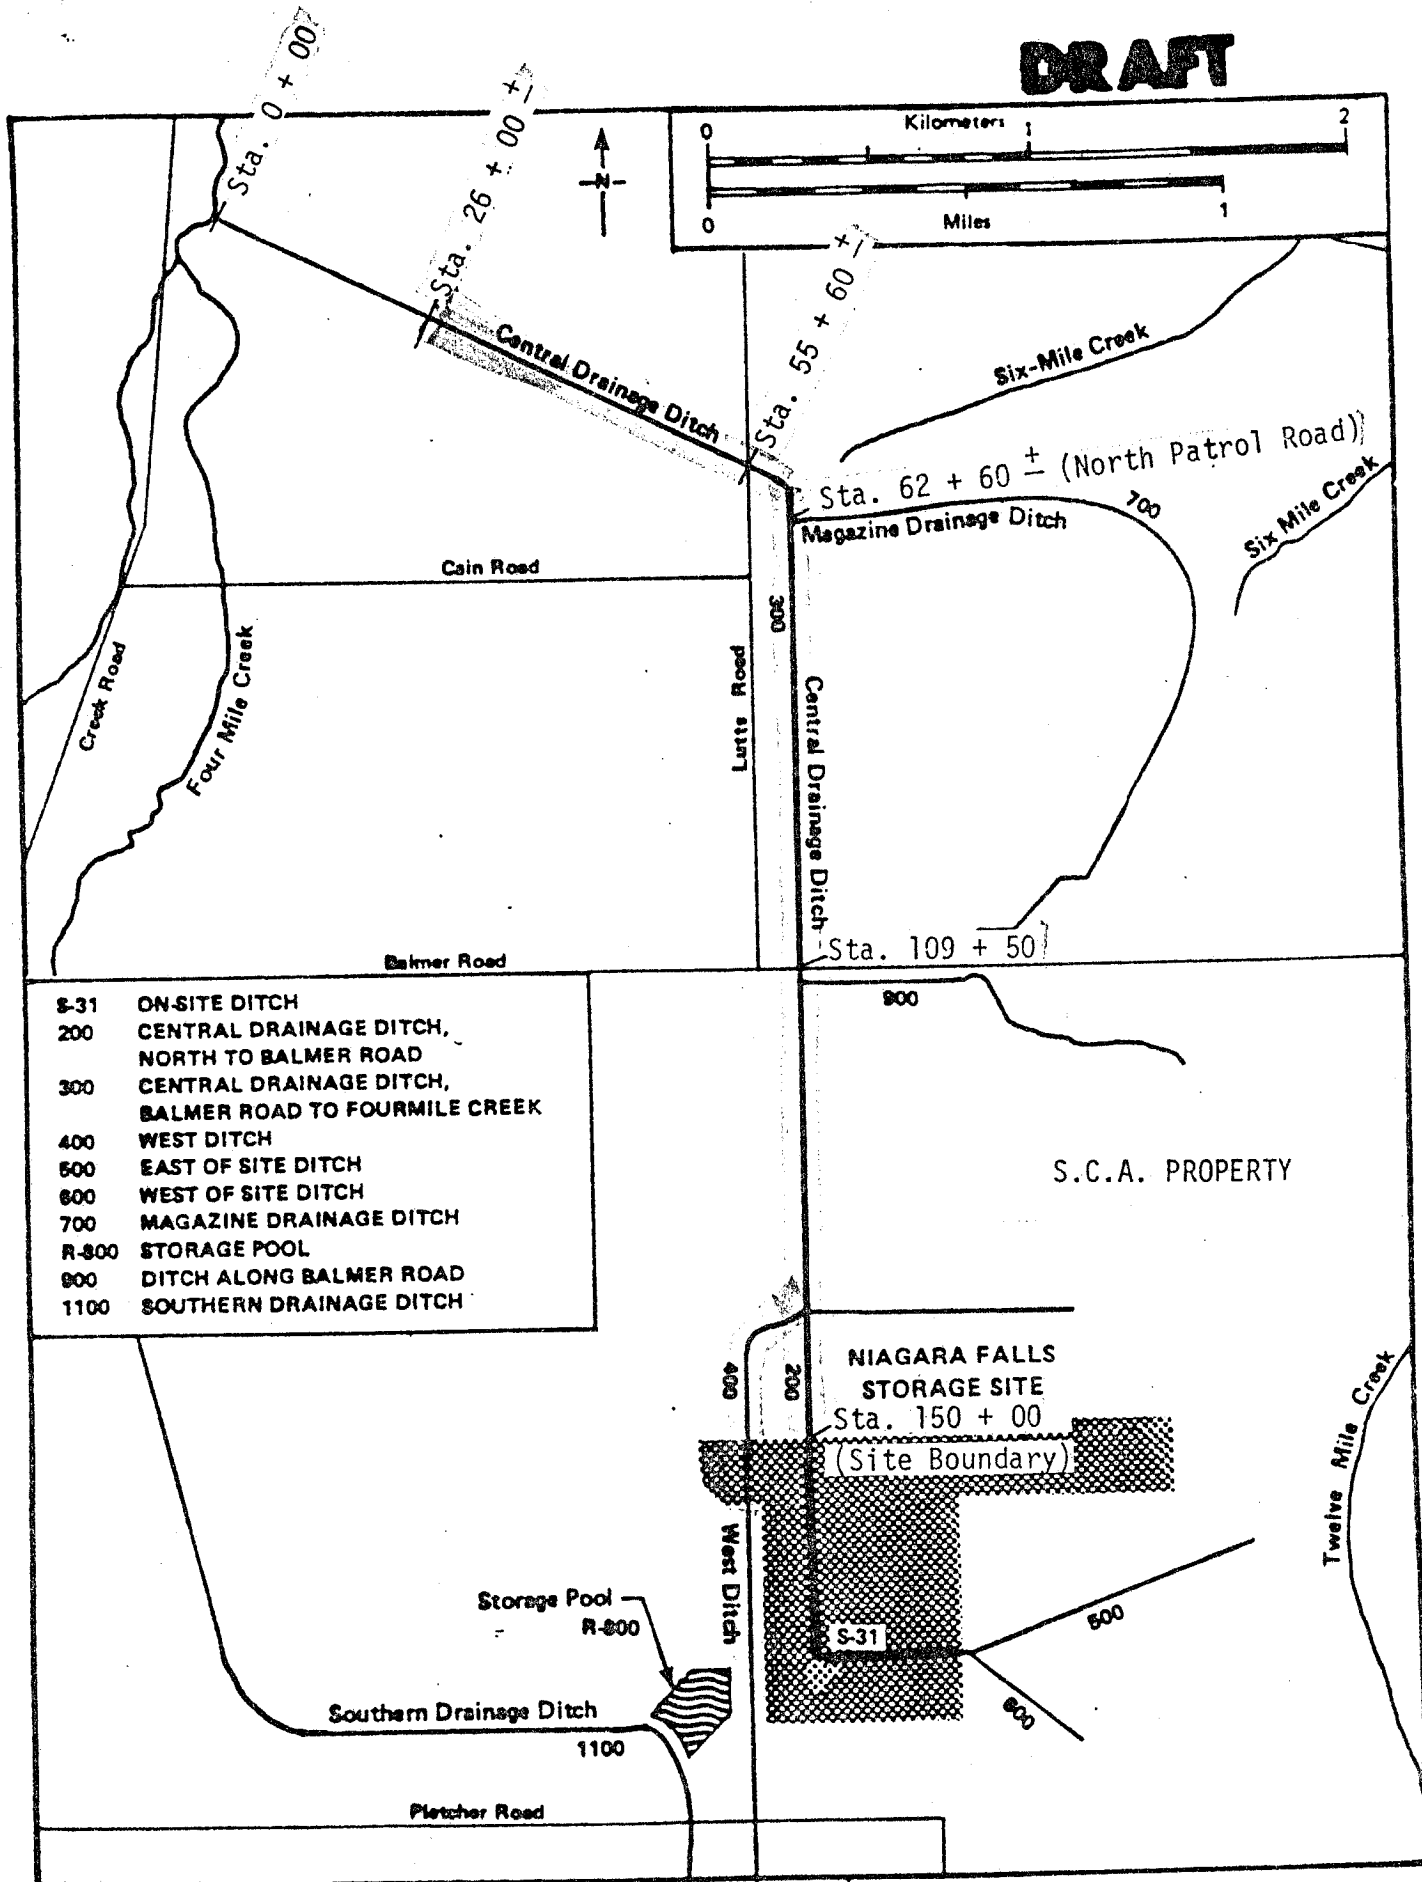 DRAFT
Sta. 0 + 00
Sta. 26 + 00 ±
Kilometers
0 1 2
0 1
Miles
N
Sta. 55 + 60 ±
Central Drainage Ditch
Six-Mile Creek
Sta. 62 + 60 ± (North Patrol Road)
Magazine Drainage Ditch
700
Six Mile Creek
Cain Road
300
Creek Road
Four Mile Creek
Lutts Road
Central Drainage Ditch
Sta. 109 + 50
Balmer Road
900
S-31 ON-SITE DITCH
200 CENTRAL DRAINAGE DITCH,
NORTH TO BALMER ROAD
300 CENTRAL DRAINAGE DITCH,
BALMER ROAD TO FOURMILE CREEK
400 WEST DITCH
500 EAST OF SITE DITCH
600 WEST OF SITE DITCH
700 MAGAZINE DRAINAGE DITCH
R-800 STORAGE POOL
900 DITCH ALONG BALMER ROAD
1100 SOUTHERN DRAINAGE DITCH
S.C.A. PROPERTY
400
200
NIAGARA FALLS
STORAGE SITE
Sta. 150 + 00
(Site Boundary)
Twelve Mile Creek
West Ditch
Storage Pool
R-800
S-31
500
600
Southern Drainage Ditch
1100
Pletcher Road